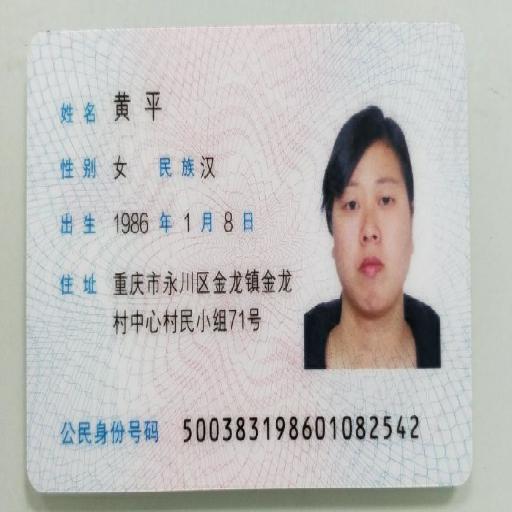 姓名 黄平
性别 女 民族 汉
出生 1986 年 1 月 8 日
住址 重庆市永川区金龙镇金龙
村中心村民小组71号
公民身份号码 500383198601082542